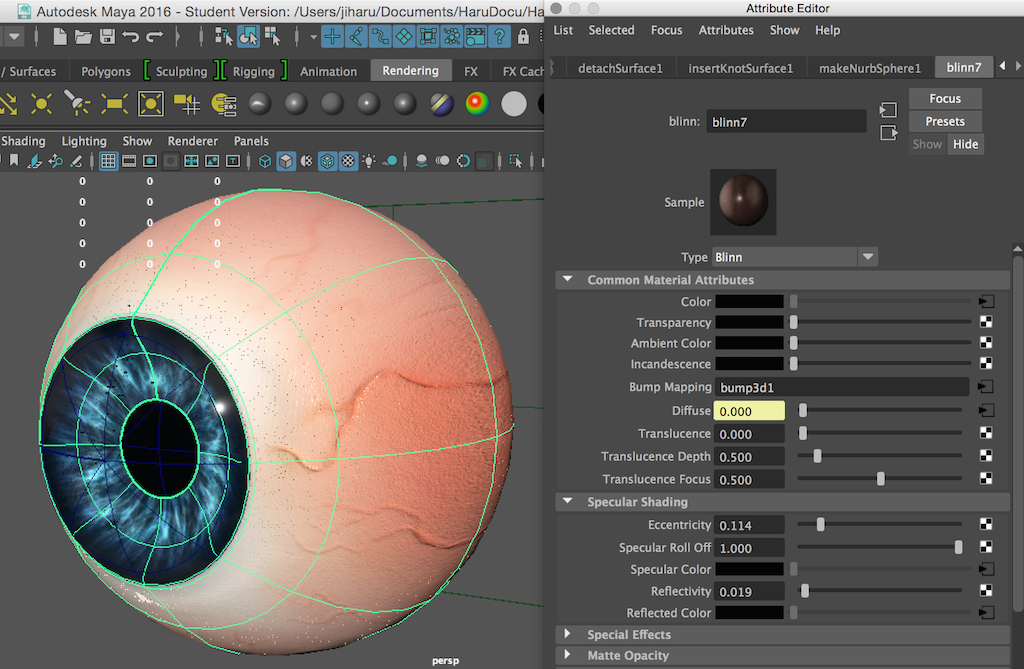 Autodesk Maya 2016 - Student Version: /Users/jiharu/Documents/HaruDocu/Ha
/ Surfaces Polygons Sculpting Rigging Animation Rendering FX FX Cach
Shading Lighting Show Renderer Panels
0 0 0
0 0 0
0 0 0
0 0 0
0 0 0
persp
Attribute Editor
List Selected Focus Attributes Show Help
detachSurface1 insertKnotSurface1 makeNurbSphere1 blinn7
blinn: blinn7
Focus
Presets
Show Hide
Sample
Type Blinn
Common Material Attributes
Color
Transparency
Ambient Color
Incandescence
Bump Mapping bump3d1
Diffuse 0.000
Translucence 0.000
Translucence Depth 0.500
Translucence Focus 0.500
Specular Shading
Eccentricity 0.114
Specular Roll Off 1.000
Specular Color
Reflectivity 0.019
Reflected Color
Special Effects
Matte Opacity